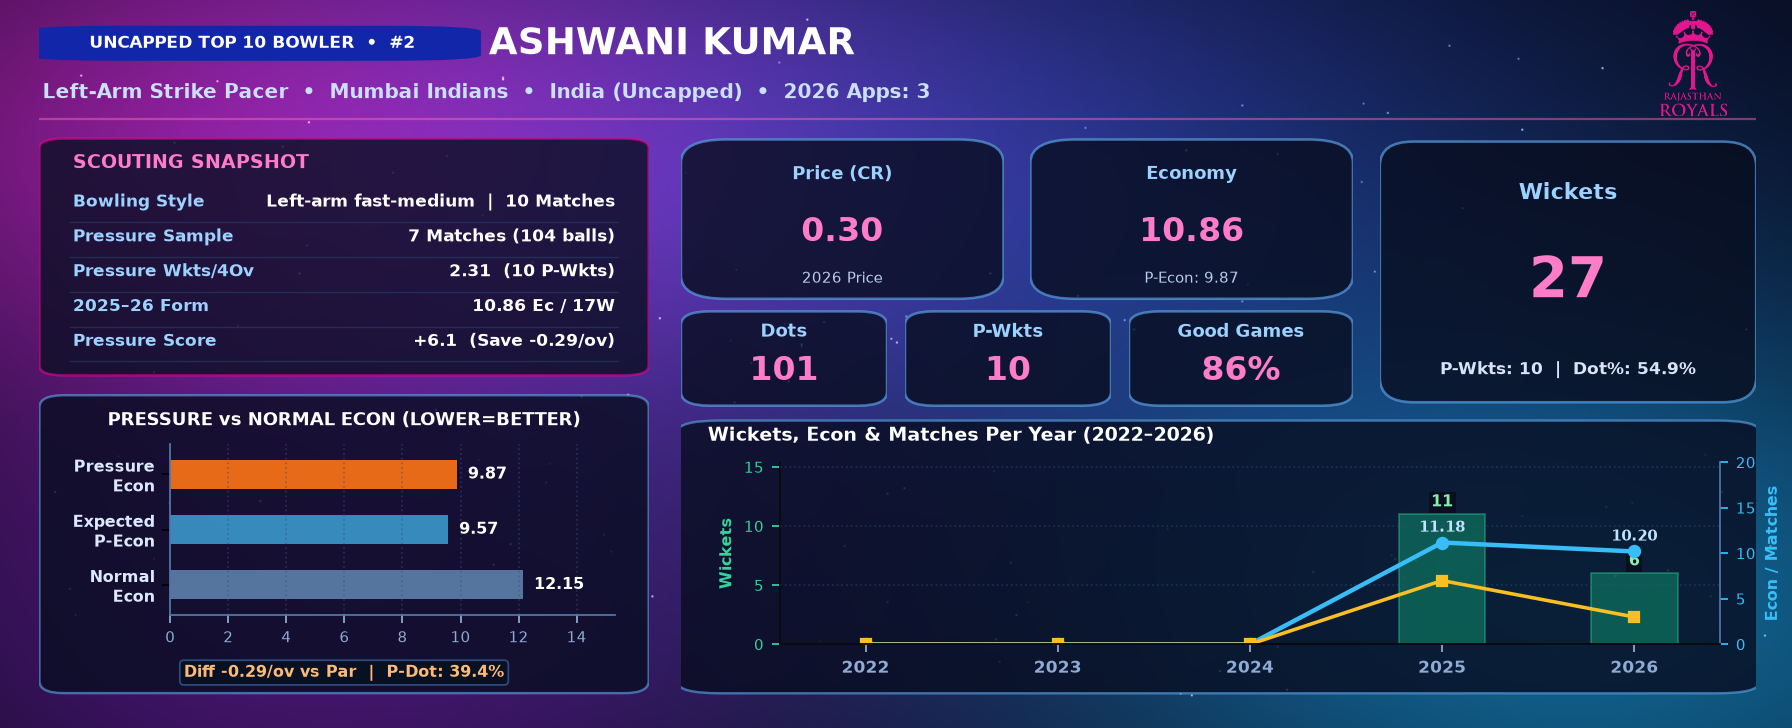 UNCAPPED TOP 10 BOWLER • #2
ASHWANI KUMAR
Left-Arm Strike Pacer • Mumbai Indians • India (Uncapped) • 2026 Apps: 3
RAJASTHAN
ROYALS
SCOUTING SNAPSHOT
Bowling Style Left-arm fast-medium | 10 Matches
Pressure Sample 7 Matches (104 balls)
Pressure Wkts/4Ov 2.31 (10 P-Wkts)
2025–26 Form 10.86 Ec / 17W
Pressure Score +6.1 (Save -0.29/ov)
Price (CR)
0.30
2026 Price
Economy
10.86
P-Econ: 9.87
Wickets
27
P-Wkts: 10 | Dot%: 54.9%
Dots
101
P-Wkts
10
Good Games
86%
PRESSURE vs NORMAL ECON (LOWER=BETTER)
Pressure
Econ
9.87
Expected
P-Econ
9.57
Normal
Econ
12.15
0 2 4 6 8 10 12 14
Diff -0.29/ov vs Par | P-Dot: 39.4%
Wickets, Econ & Matches Per Year (2022–2026)
Wickets
15
10
5
0
11
11.18
10.20
6
20
15
10
5
0
Econ / Matches
2022 2023 2024 2025 2026